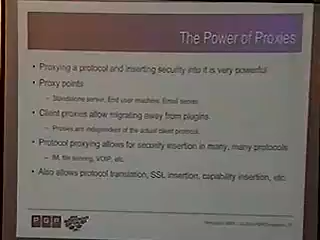 The Power of Proxies
• Proxying a protocol and inserting security into it is very powerful
• Proxy points
– Standalone server, End user machine, Email server
• Client proxies allow migrating away from plugins
– Proxies are independent of the actual client protocol
• Protocol proxying allows for security insertion in many, many protocols
– IM, file serving, VOIP, etc.
• Also allows protocol translation, SSL insertion, capability insertion, etc.
PGP